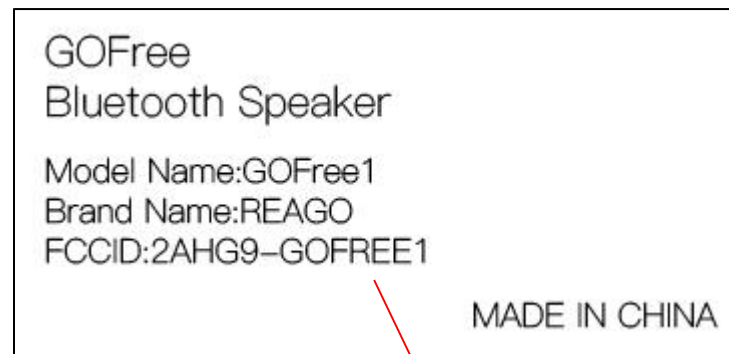 GOFree
Bluetooth Speaker
Model Name:GOFree1
Brand Name:REAGO
FCCID:2AHG9-GOFREE1
MADE IN CHINA